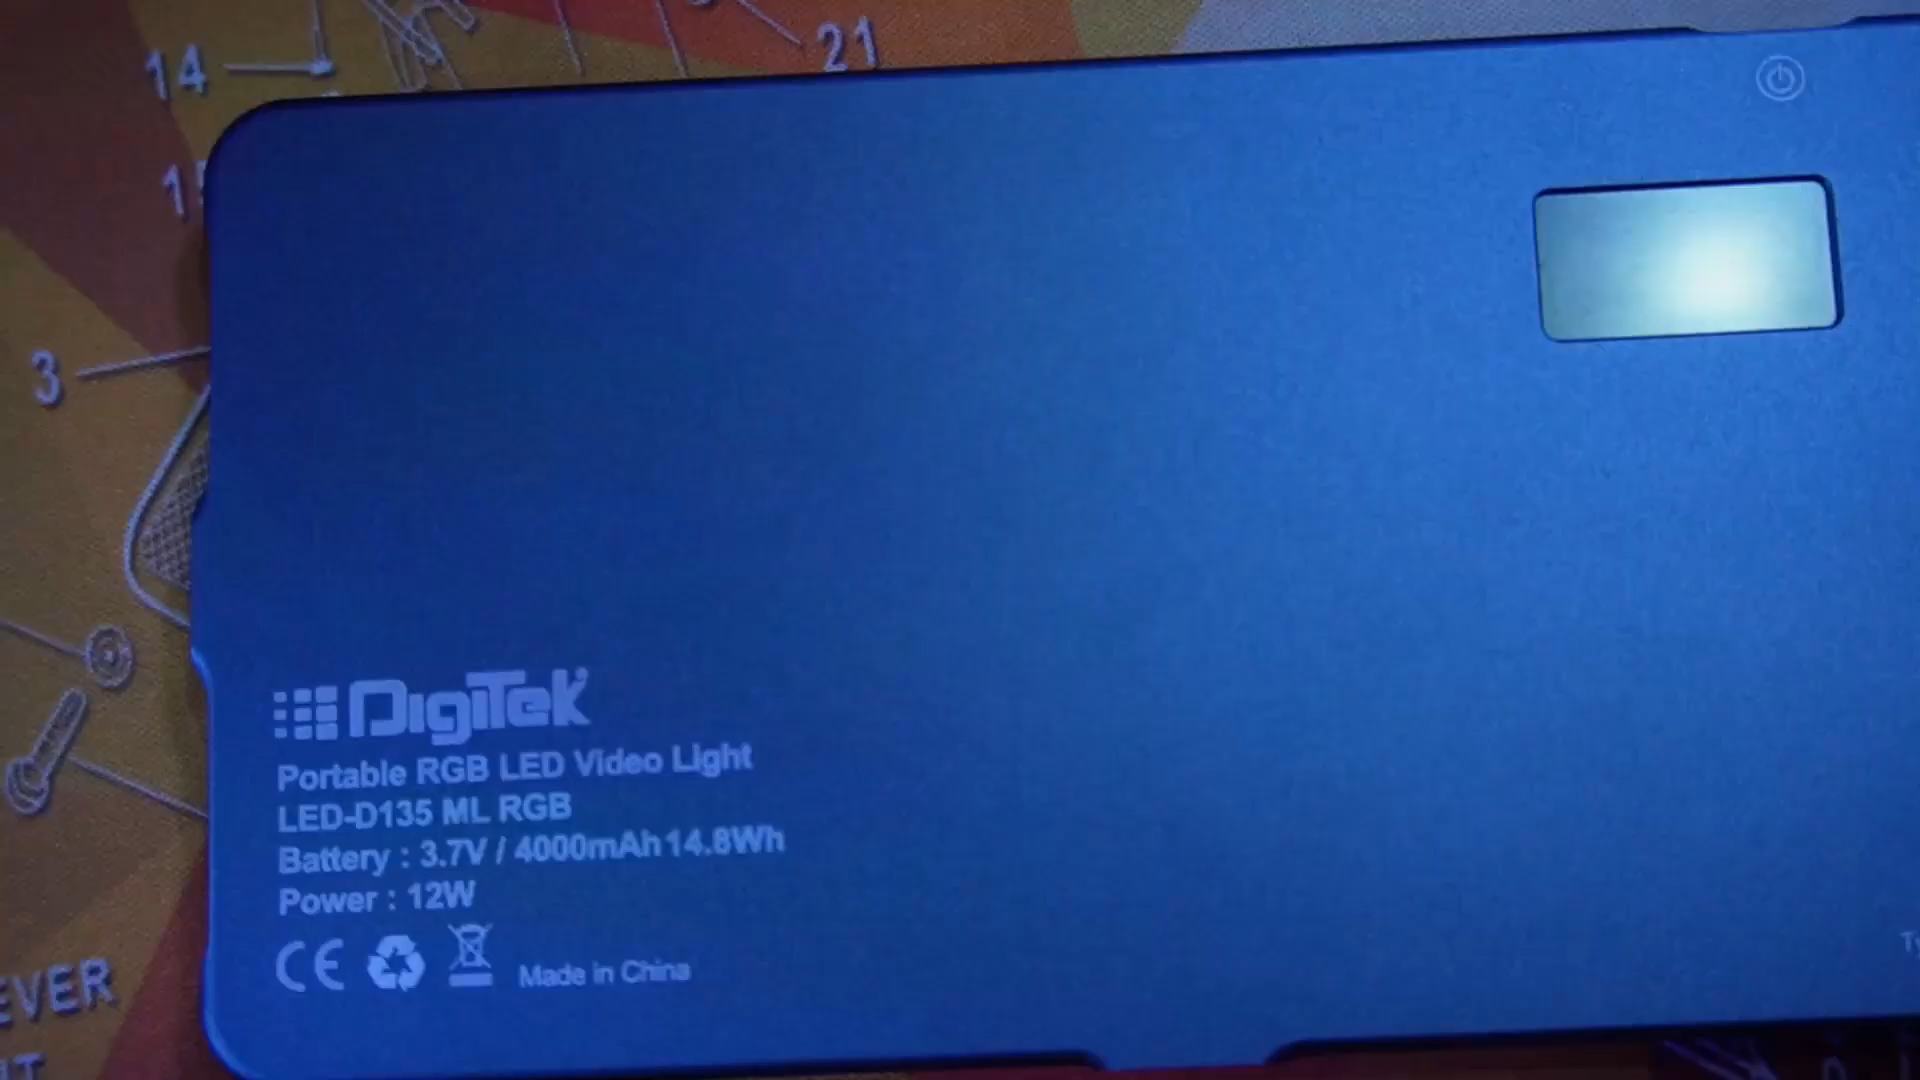 14
21
3
DIGITEK
Portable RGB LED Video Light
LED-D135 ML RGB
Battery : 3.7V / 4000mAh 14.8Wh
Power : 12W
CE
Made in China